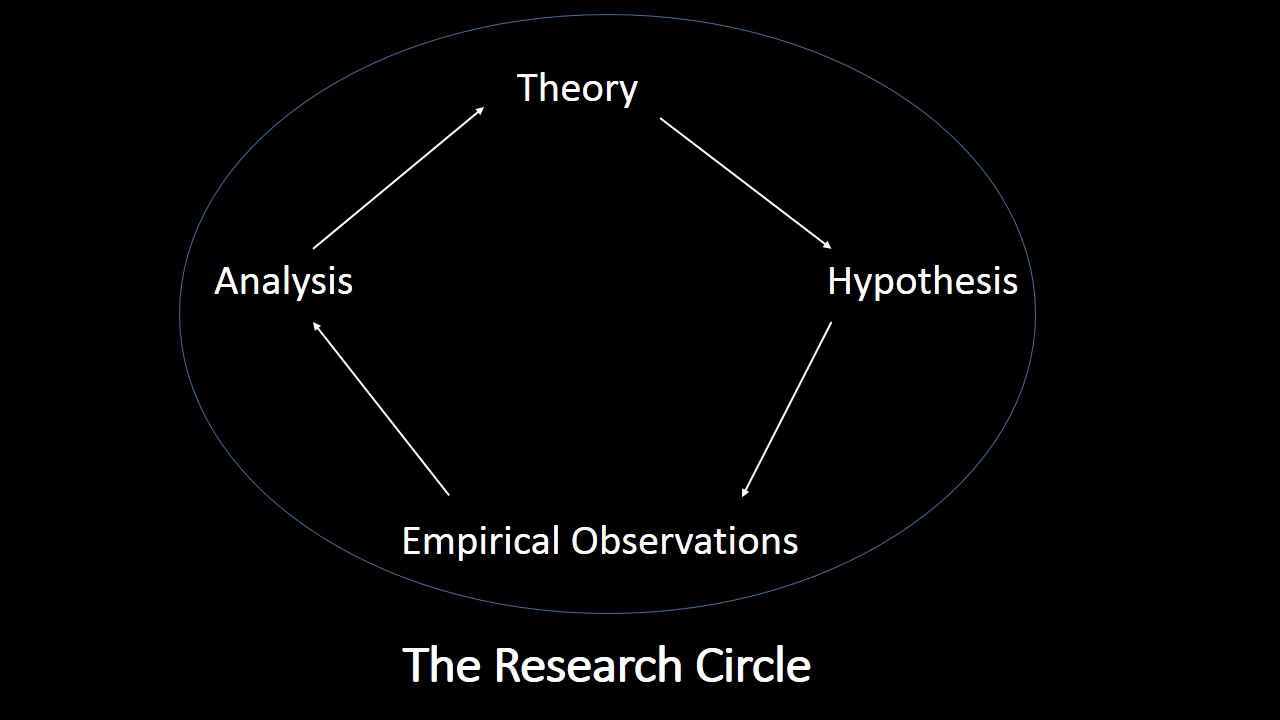 Theory
Analysis
Hypothesis
Empirical Observations
The Research Circle